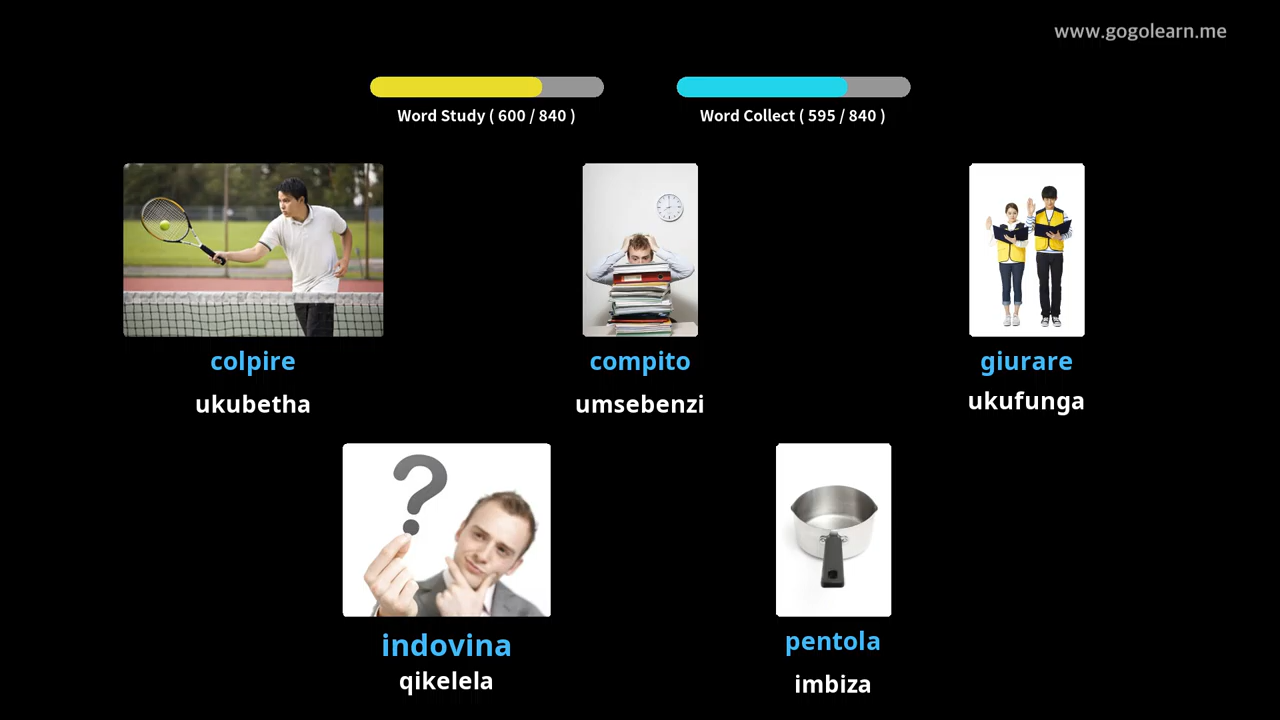 www.gogolearn.me
Word Study ( 600 / 840 )
Word Collect ( 595 / 840 )
colpire
ukubetha
compito
umsebenzi
giurare
ukufunga
indovina
qikelela
pentola
imbiza